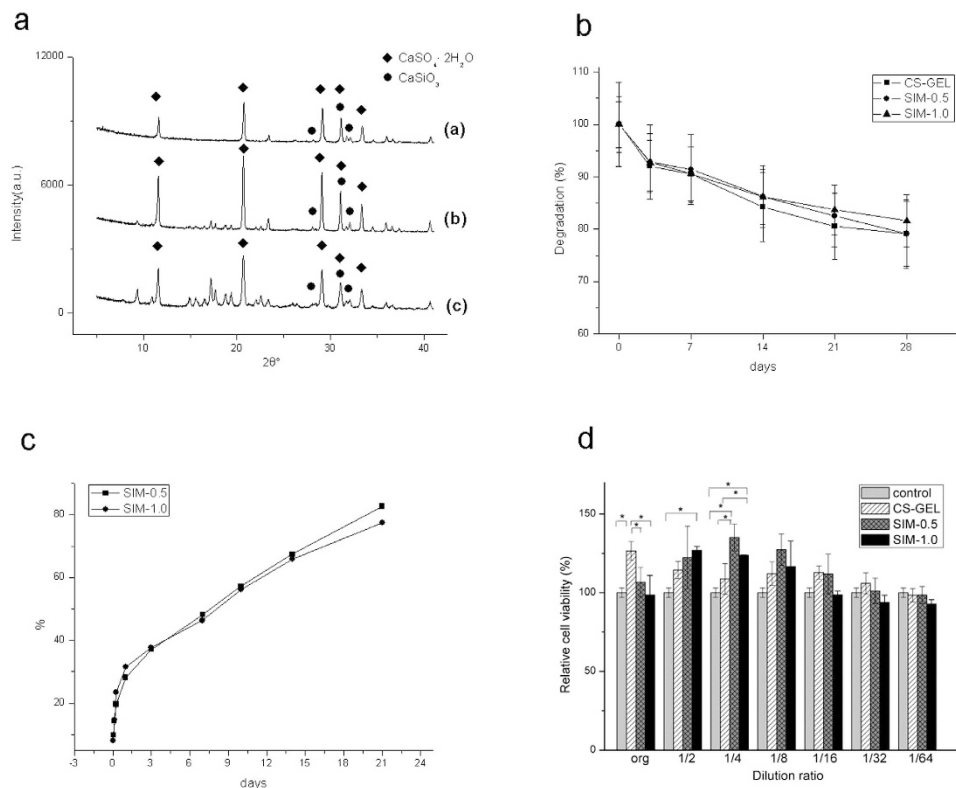 a
12000
6000
0
Intensity(a.u.)
CaSO₄· 2H₂O
CaSiO₃
(a)
(b)
(c)
10
20
30
40
2θ°
b
110
100
90
80
70
60
Degradation (%)
CS-GEL
SIM-0.5
SIM-1.0
0
7
14
21
28
days
c
80
60
40
20
%
SIM-0.5
SIM-1.0
-3
0
3
6
9
12
15
18
21
24
days
d
150
100
50
0
Relative cell viability (%)
control
CS-GEL
SIM-0.5
SIM-1.0
* * *
*
* * * *
org
1/2
1/4
1/8
1/16
1/32
1/64
Dilution ratio